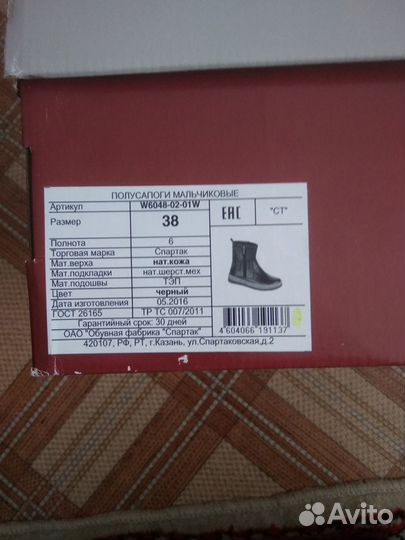 ПОЛУСАПОГИ МАЛЬЧИКОВЫЕ
Артикул W6048-02-01W
EAC "СТ"
Размер 38
Полнота 6
Торговая марка Спартак
Мат.верха нат.кожа
Мат.подкладки нат.шерст.мех
Мат.подошвы ТЭП
Цвет черный
Дата изготовления 05.2016
ГОСТ 26165 ТР ТС 007/2011
Гарантийный срок: 30 дней
4 604066 191137
ОАО "Обувная фабрика "Спартак"
420107, РФ, РТ, г.Казань, ул.Спартаковская,д.2
Avito